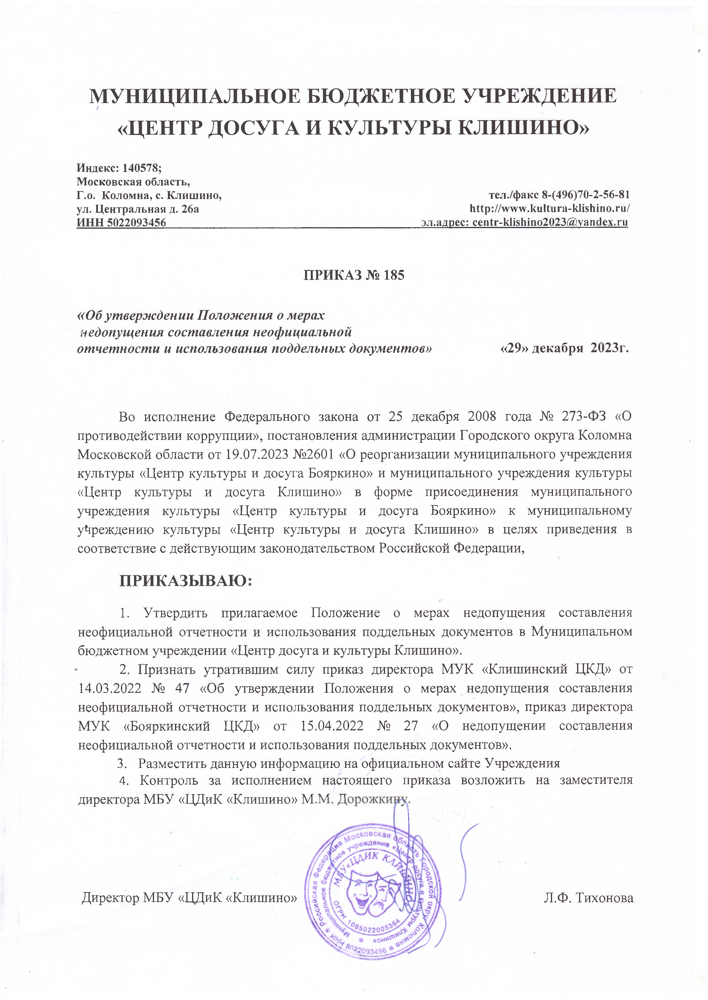 МУНИЦИПАЛЬНОЕ БЮДЖЕТНОЕ УЧРЕЖДЕНИЕ
«ЦЕНТР ДОСУГА И КУЛЬТУРЫ КЛИШИНО»
Индекс: 140578;
Московская область,
Г.о. Коломна, с. Клишино, тел./факс 8-(496)70-2-56-81
ул. Центральная д. 26а http://www.kultura-klishino.ru/
ИНН 5022093456 эл.адрес: centr-klishino2023@yandex.ru
ПРИКАЗ № 185
«Об утверждении Положения о мерах
недопущения составления неофициальной
отчетности и использования поддельных документов» «29» декабря 2023г.
Во исполнение Федерального закона от 25 декабря 2008 года № 273-ФЗ «О
противодействии коррупции», постановления администрации Городского округа Коломна
Московской области от 19.07.2023 №2601 «О реорганизации муниципального учреждения
культуры «Центр культуры и досуга Бояркино» и муниципального учреждения культуры
«Центр культуры и досуга Клишино» в форме присоединения муниципального
учреждения культуры «Центр культуры и досуга Бояркино» к муниципальному
учреждению культуры «Центр культуры и досуга Клишино» в целях приведения в
соответствие с действующим законодательством Российской Федерации,
ПРИКАЗЫВАЮ:
1. Утвердить прилагаемое Положение о мерах недопущения составления
неофициальной отчетности и использования поддельных документов в Муниципальном
бюджетном учреждении «Центр досуга и культуры Клишино».
2. Признать утратившим силу приказ директора МУК «Клишинский ЦКД» от
14.03.2022 № 47 «Об утверждении Положения о мерах недопущения составления
неофициальной отчетности и использования поддельных документов», приказ директора
МУК «Бояркинский ЦКД» от 15.04.2022 № 27 «О недопущении составления
неофициальной отчетности и использования поддельных документов».
3. Разместить данную информацию на официальном сайте Учреждения
4. Контроль за исполнением настоящего приказа возложить на заместителя
директора МБУ «ЦДиК «Клишино» М.М. Дорожкину.
Директор МБУ «ЦДиК «Клишино» Л.Ф. Тихонова
Российская Федерация Московская область Городской округ Коломна * ИНН 5022093456 *
Муниципальное бюджетное учреждение «Центр досуга и культуры Клишино» *
МБУ «ЦДИК КЛИШИНО»
ОГРН 1085022005364